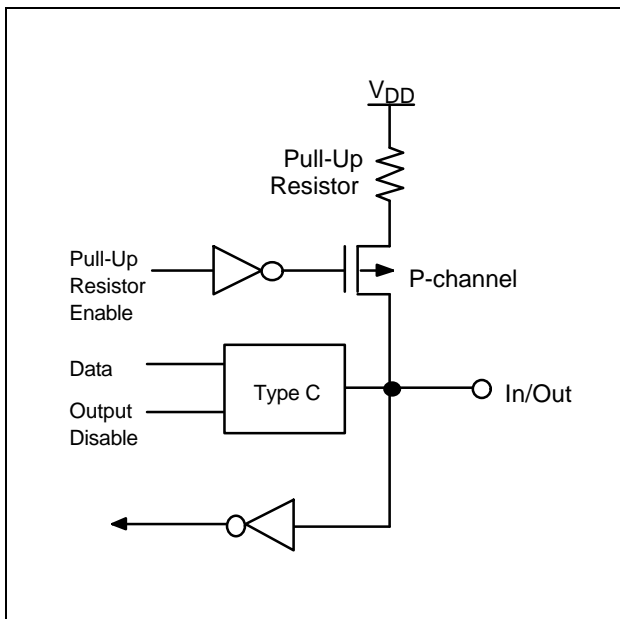 VDD
Pull-Up
Resistor
Pull-Up
Resistor
Enable
P-channel
Data
Type C
In/Out
Output
Disable